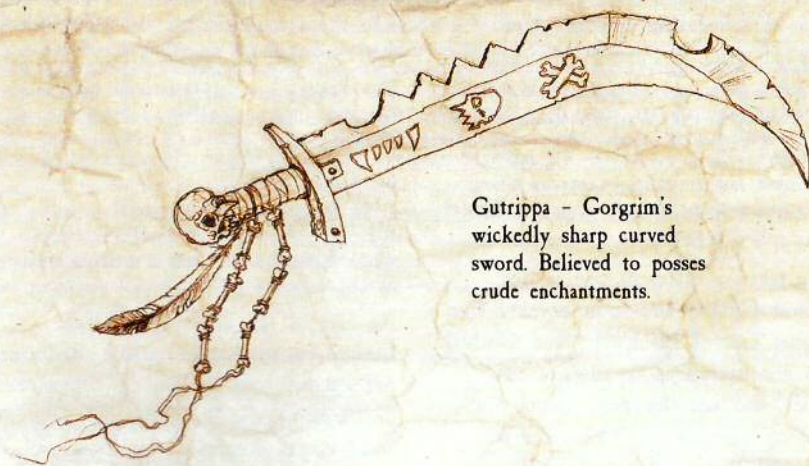 Gutrippa - Gorgrim's
wickedly sharp curved
sword. Believed to posses
crude enchantments.